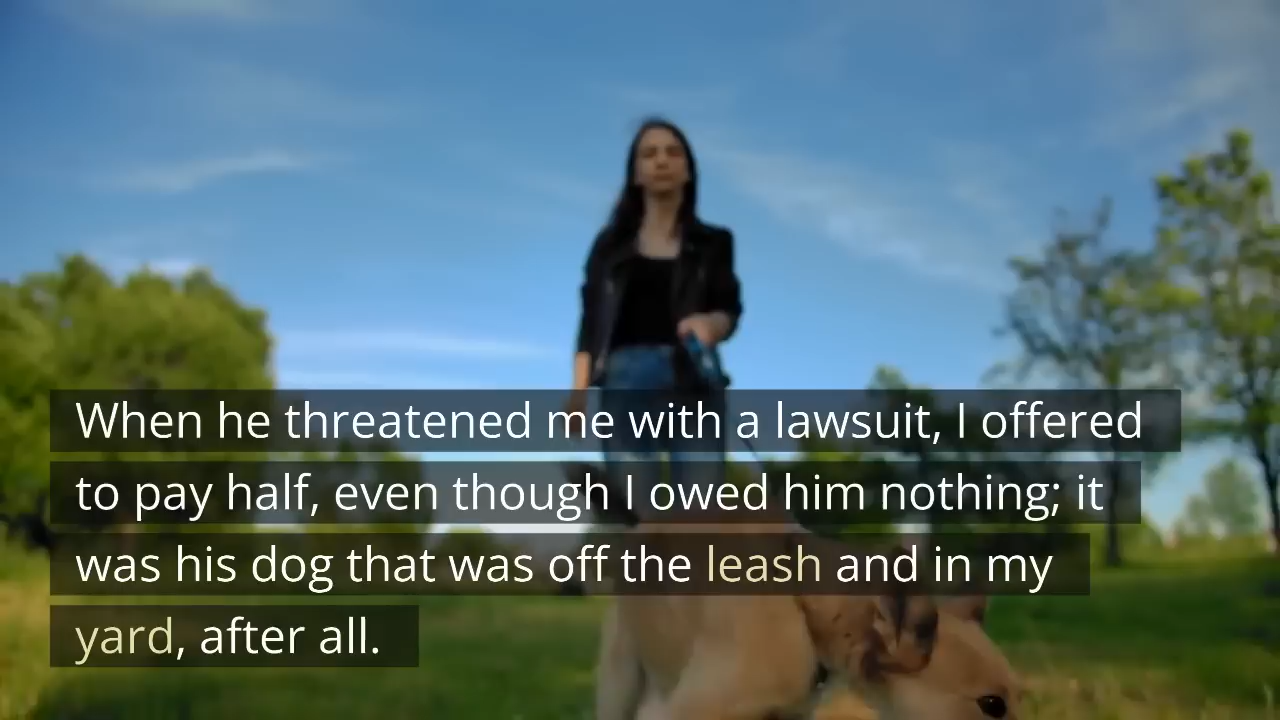 When he threatened me with a lawsuit, I offered
to pay half, even though I owed him nothing; it
was his dog that was off the leash and in my
yard, after all.